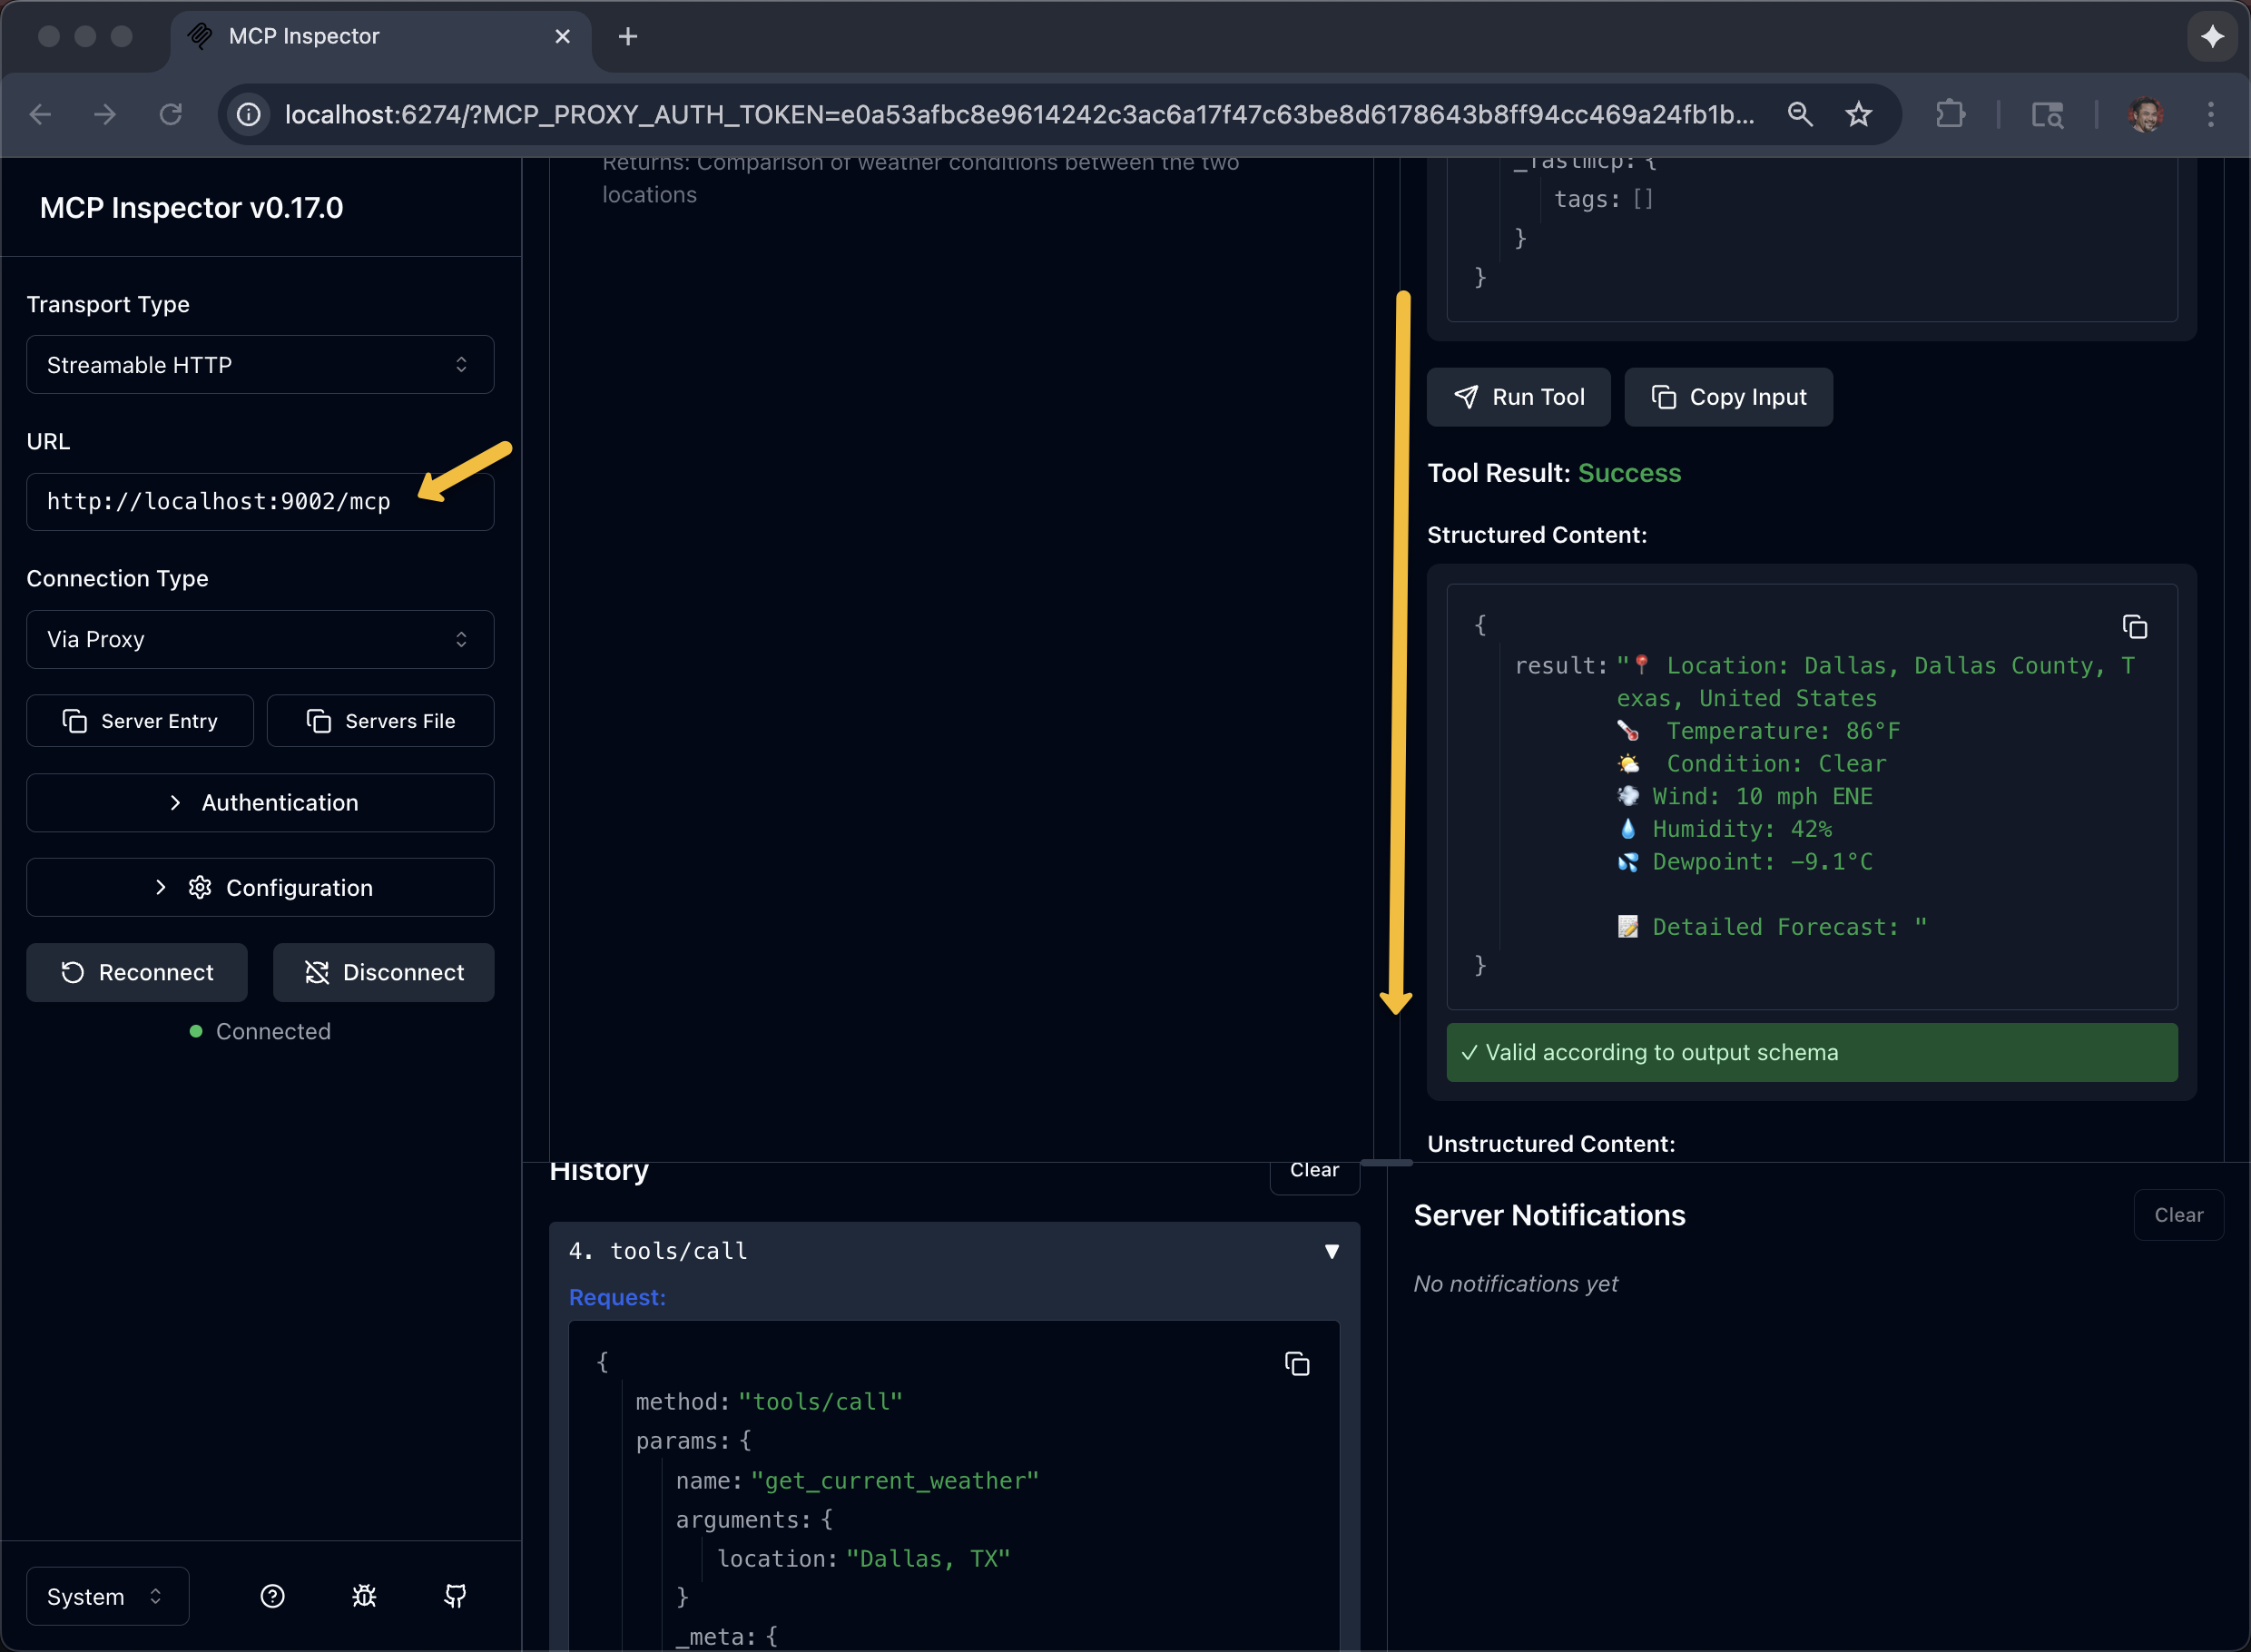 MCP Inspector
localhost:6274/?MCP_PROXY_AUTH_TOKEN=e0a53afbc8e9614242c3ac6a17f47c63be8d6178643b8ff94cc469a24fb1b...
MCP Inspector v0.17.0
Transport Type
Streamable HTTP
URL
http://localhost:9002/mcp
Connection Type
Via Proxy
Server Entry
Servers File
Authentication
Configuration
Reconnect
Disconnect
Connected
System
Returns: Comparison of weather conditions between the two
locations
_fastmcp: {
tags: []
}
}
Run Tool
Copy Input
Tool Result: Success
Structured Content:
{
result: "📍 Location: Dallas, Dallas County, T
exas, United States
🌡️ Temperature: 86°F
🌤️ Condition: Clear
💨 Wind: 10 mph ENE
💧 Humidity: 42%
💦 Dewpoint: −9.1°C
📝 Detailed Forecast: "
}
✓ Valid according to output schema
Unstructured Content:
History
Clear
4. tools/call
▼
Request:
{
method: "tools/call"
params: {
name: "get_current_weather"
arguments: {
location: "Dallas, TX"
}
_meta: {
Server Notifications
Clear
No notifications yet